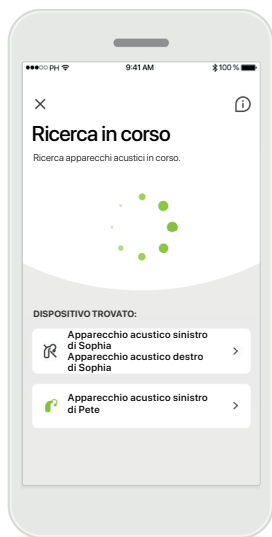 PH 9:41 AM 100 %
Ricerca in corso
Ricerca apparecchi acustici in corso.
DISPOSITIVO TROVATO:
Apparecchio acustico sinistro
di Sophia
Apparecchio acustico destro
di Sophia
Apparecchio acustico sinistro
di Pete